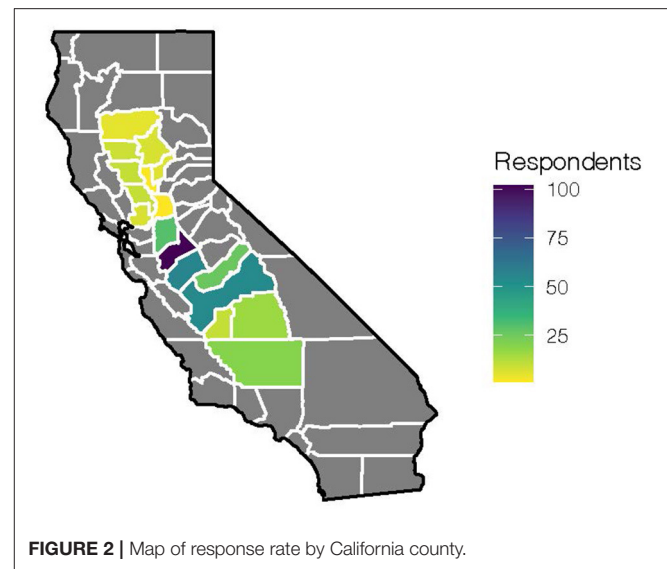 Respondents
100
75
50
25
FIGURE 2 | Map of response rate by California county.